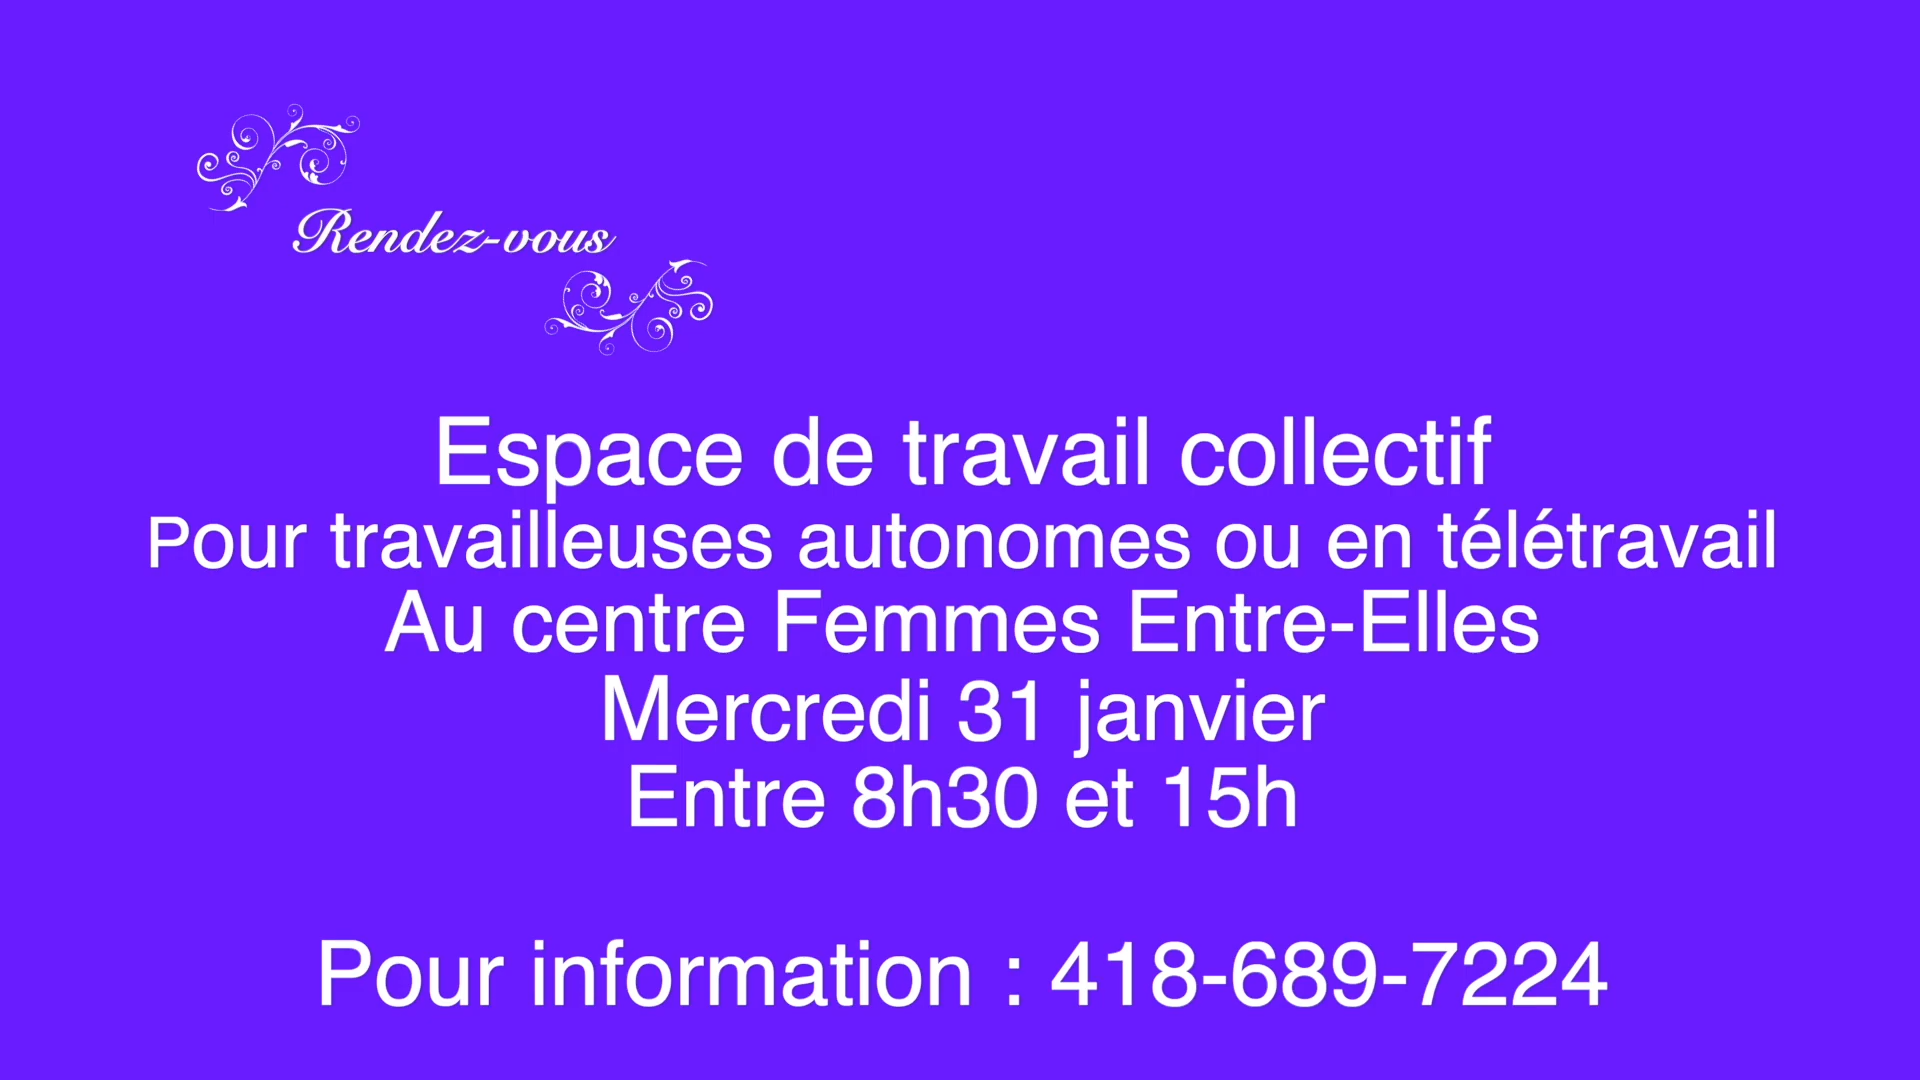 Rendez-vous
Espace de travail collectif
Pour travailleuses autonomes ou en télétravail
Au centre Femmes Entre-Elles
Mercredi 31 janvier
Entre 8h30 et 15h
Pour information : 418-689-7224